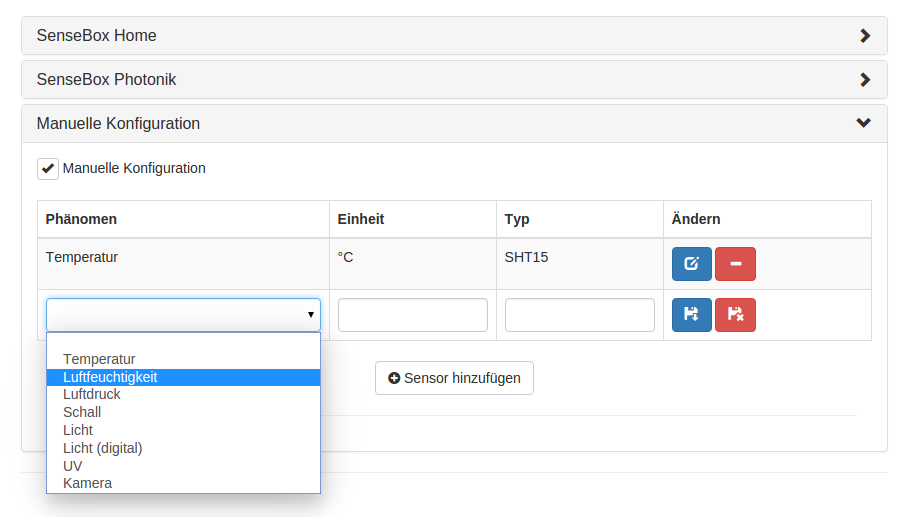 SenseBox Home
SenseBox Photonik
Manuelle Konfiguration
Manuelle Konfiguration
Phänomen Einheit Typ Ändern
Temperatur °C SHT15
Temperatur
Luftfeuchtigkeit
Luftdruck
Schall
Licht
Licht (digital)
UV
Kamera
Sensor hinzufügen